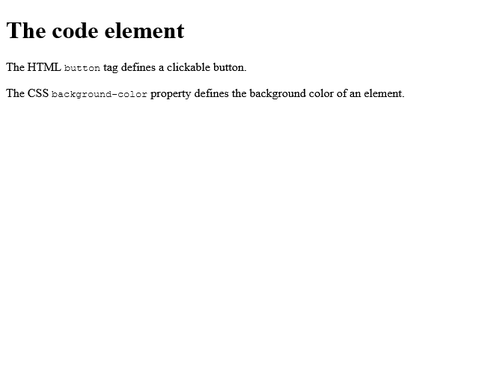 The code element
The HTML button tag defines a clickable button.
The CSS background-color property defines the background color of an element.